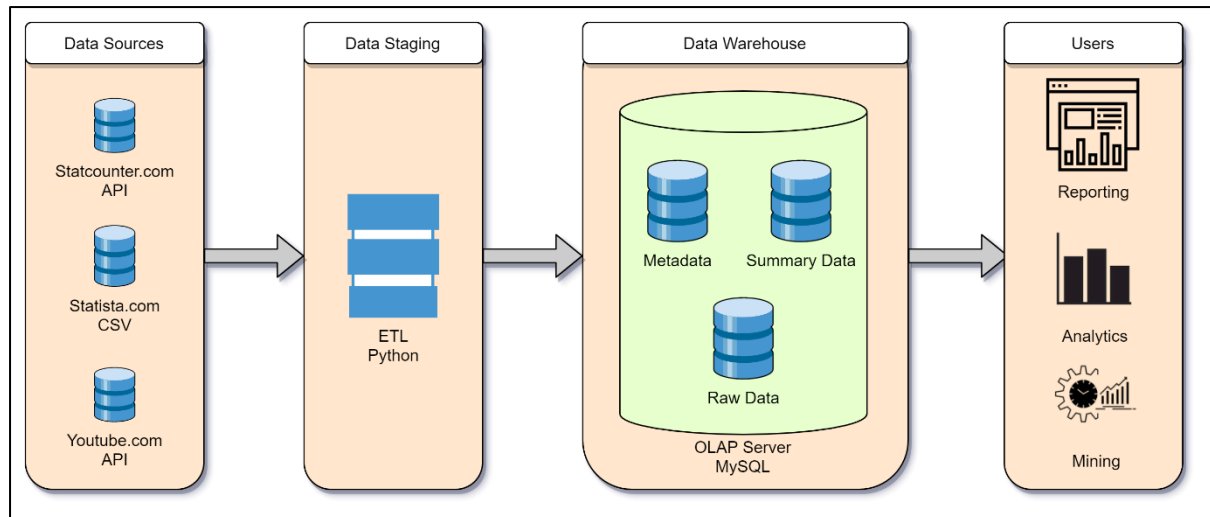 Data Sources
Data Staging
Data Warehouse
Users
Statcounter.com
API
Statista.com
CSV
Youtube.com
API
ETL
Python
Metadata
Summary Data
Raw Data
OLAP Server
MySQL
Reporting
Analytics
Mining